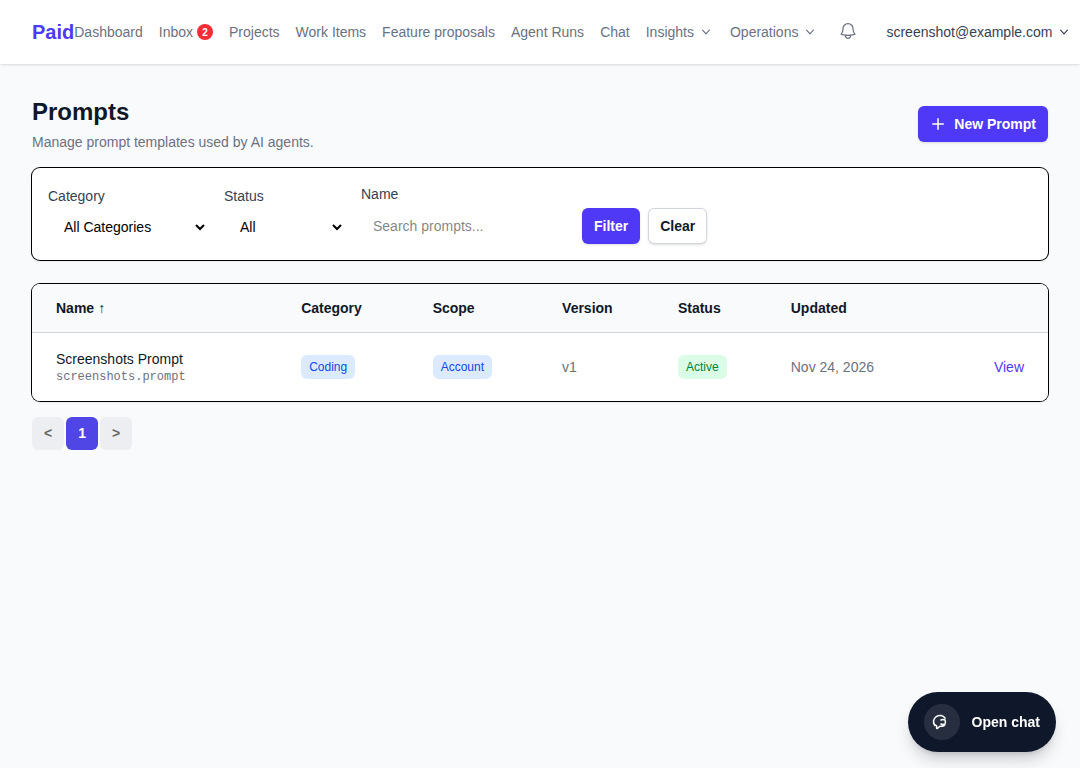 Paid Dashboard Inbox 2 Projects Work Items Feature proposals Agent Runs Chat Insights Operations screenshot@example.com
Prompts
Manage prompt templates used by AI agents.
+ New Prompt
Category Status Name
All Categories All Search prompts... Filter Clear
Name ↑ Category Scope Version Status Updated
Screenshots Prompt
screenshots.prompt
Coding Account v1 Active Nov 24, 2026 View
< 1 >
Open chat